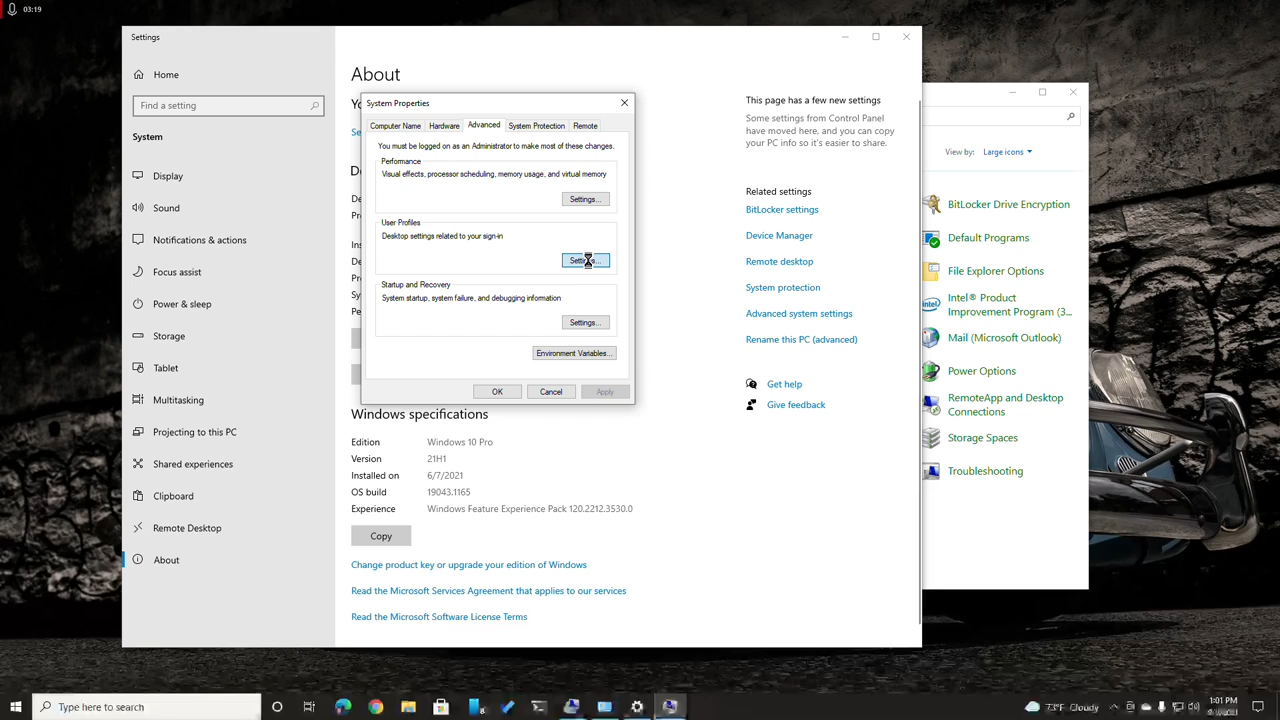 03:19
Settings
Home
Find a setting
System
Display
Sound
Notifications & actions
Focus assist
Power & sleep
Storage
Tablet
Multitasking
Projecting to this PC
Shared experiences
Clipboard
Remote Desktop
About
About
System Properties
Computer Name
Hardware
Advanced
System Protection
Remote
You must be logged on as an Administrator to make most of these changes.
Performance
Visual effects, processor scheduling, memory usage, and virtual memory
Settings...
User Profiles
Desktop settings related to your sign-in
Startup and Recovery
System startup, system failure, and debugging information
Settings...
Environment Variables...
OK
Cancel
Apply
Windows specifications
Edition Windows 10 Pro
Version 21H1
Installed on 6/7/2021
OS build 19043.1165
Experience Windows Feature Experience Pack 120.2212.3530.0
Copy
Change product key or upgrade your edition of Windows
Read the Microsoft Services Agreement that applies to our services
Read the Microsoft Software License Terms
This page has a few new settings
Some settings from Control Panel
have moved here, and you can copy
your PC info so it's easier to share.
Related settings
BitLocker settings
Device Manager
Remote desktop
System protection
Advanced system settings
Rename this PC (advanced)
Get help
Give feedback
View by: Large icons
BitLocker Drive Encryption
Default Programs
File Explorer Options
Intel® Product
Improvement Program (3...
Mail (Microsoft Outlook)
Power Options
RemoteApp and Desktop
Connections
Storage Spaces
Troubleshooting
Type here to search
Cloudy
1:01 PM